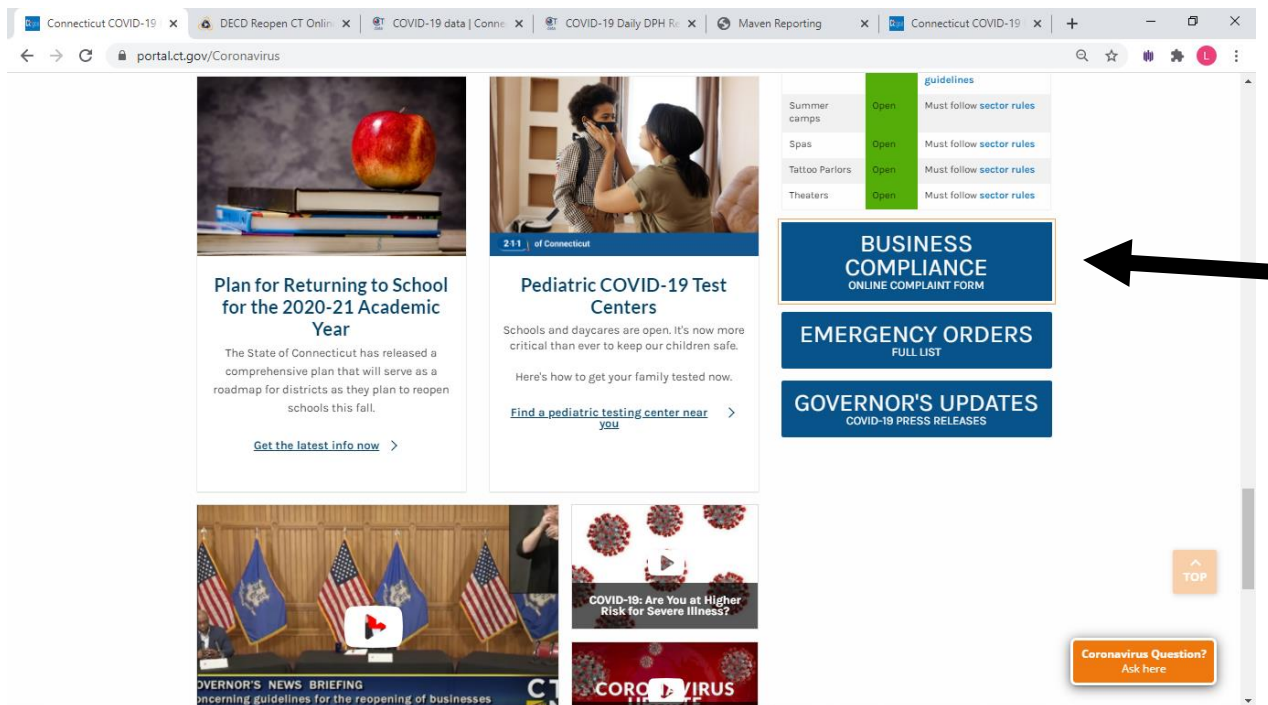 Connecticut COVID-19
DECD Reopen CT Onlin
COVID-19 data | Conne
COVID-19 Daily DPH Re
Maven Reporting
Connecticut COVID-19
portal.ct.gov/Coronavirus
L
guidelines
Summer camps Open Must follow sector rules
Spas Open Must follow sector rules
Tattoo Parlors Open Must follow sector rules
Theaters Open Must follow sector rules
2-1-1 of Connecticut
Plan for Returning to School
for the 2020-21 Academic
Year
The State of Connecticut has released a
comprehensive plan that will serve as a
roadmap for districts as they plan to reopen
schools this fall.
Get the latest info now
Pediatric COVID-19 Test
Centers
Schools and daycares are open. It's now more
critical than ever to keep our children safe.
Here's how to get your family tested now.
Find a pediatric testing center near
you
BUSINESS
COMPLIANCE
ONLINE COMPLAINT FORM
EMERGENCY ORDERS
FULL LIST
GOVERNOR'S UPDATES
COVID-19 PRESS RELEASES
OVERNOR'S NEWS BRIEFING
oncerning guidelines for the reopening of businesses
CT
COVID-19: Are You at Higher
Risk for Severe Illness?
TOP
Coronavirus Question?
Ask here